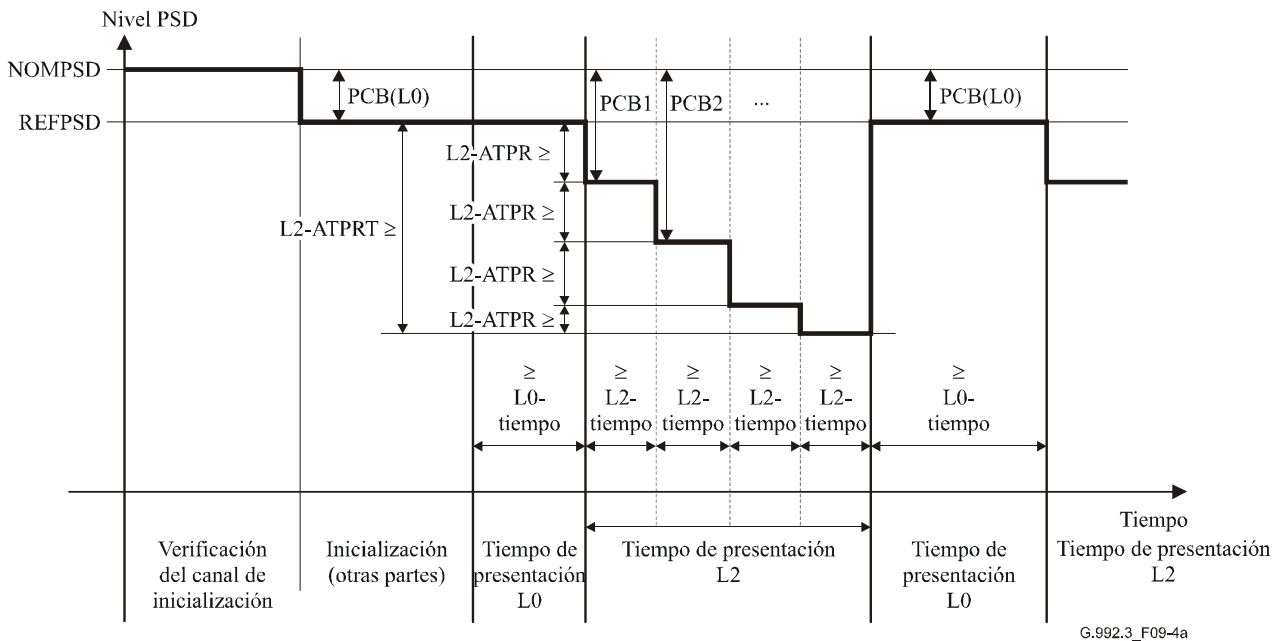 Nivel PSD
NOMPSD
PCB(L0)
PCB1
PCB2
...
PCB(L0)
REFPSD
L2-ATPR ≥
L2-ATPR ≥
L2-ATPRT ≥
L2-ATPR ≥
L2-ATPR ≥
≥
L0-
tiempo
≥
L2-
tiempo
≥
L2-
tiempo
≥
L2-
tiempo
≥
L2-
tiempo
≥
L0-
tiempo
Tiempo
Verificación
del canal de
inicialización
Inicialización
(otras partes)
Tiempo de
presentación
L0
Tiempo de presentación
L2
Tiempo de
presentación
L0
Tiempo de presentación
L2
G.992.3_F09-4a